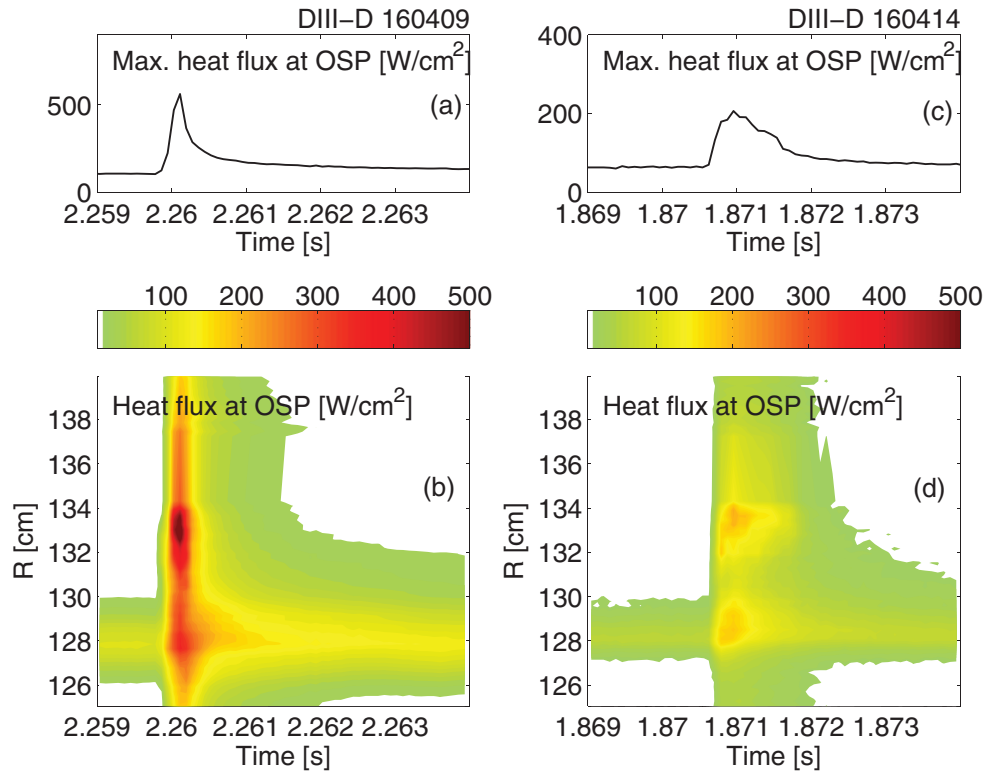 DIII−D 160409
Max. heat flux at OSP [W/cm2]
(a)
500
0
2.259 2.26 2.261 2.262 2.263
Time [s]
100 200 300 400 500
Heat flux at OSP [W/cm2]
(b)
138
136
134
132
130
128
126
R [cm]
2.259 2.26 2.261 2.262 2.263
Time [s]
DIII−D 160414
400
Max. heat flux at OSP [W/cm2]
(c)
200
0
1.869 1.87 1.871 1.872 1.873
Time [s]
100 200 300 400 500
Heat flux at OSP [W/cm2]
(d)
138
136
134
132
130
128
126
R [cm]
1.869 1.87 1.871 1.872 1.873
Time [s]